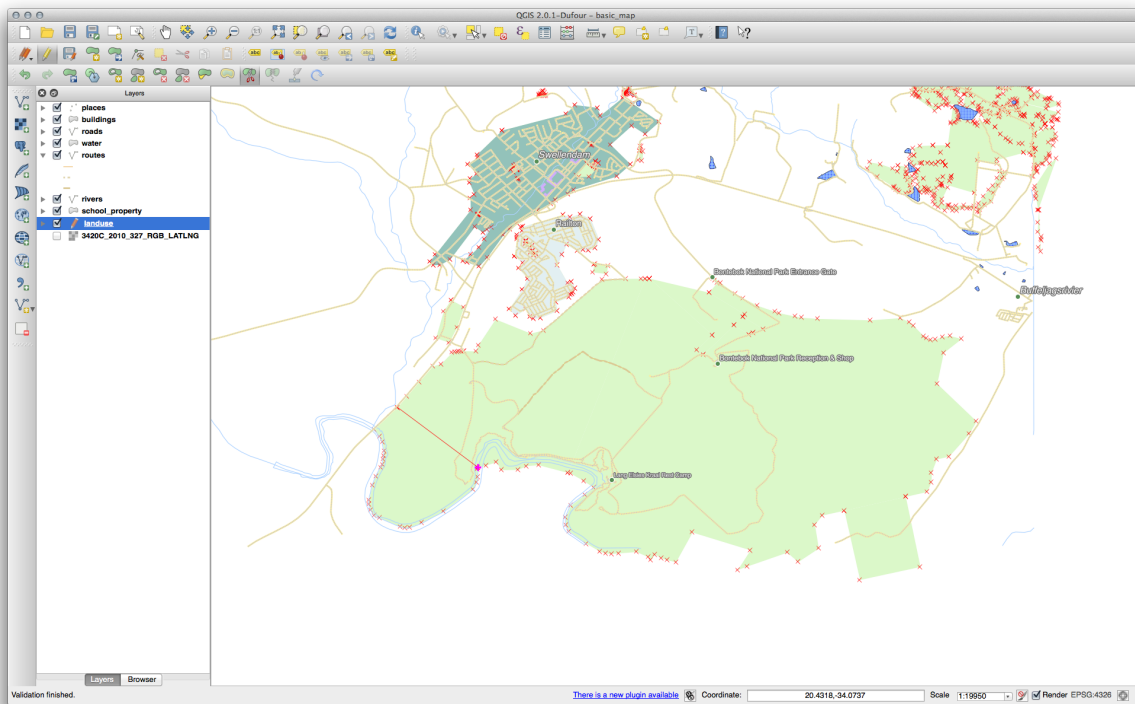 QGIS 2.0.1-Dufour - basic_map
Layers
places
buildings
roads
water
routes
rivers
school_property
landuse
3420C_2010_327_RGB_LATLNG
Swellendam
Railton
Bontebok National Park Entrance Gate
Buffeljagsrivier
Bontebok National Park Reception & Shop
Lang Elsies Kraal Rest Camp
Layers
Browser
Validation finished.
There is a new plugin available
Coordinate:
20.4318,-34.0737
Scale
1:19950
Render
EPSG:4326